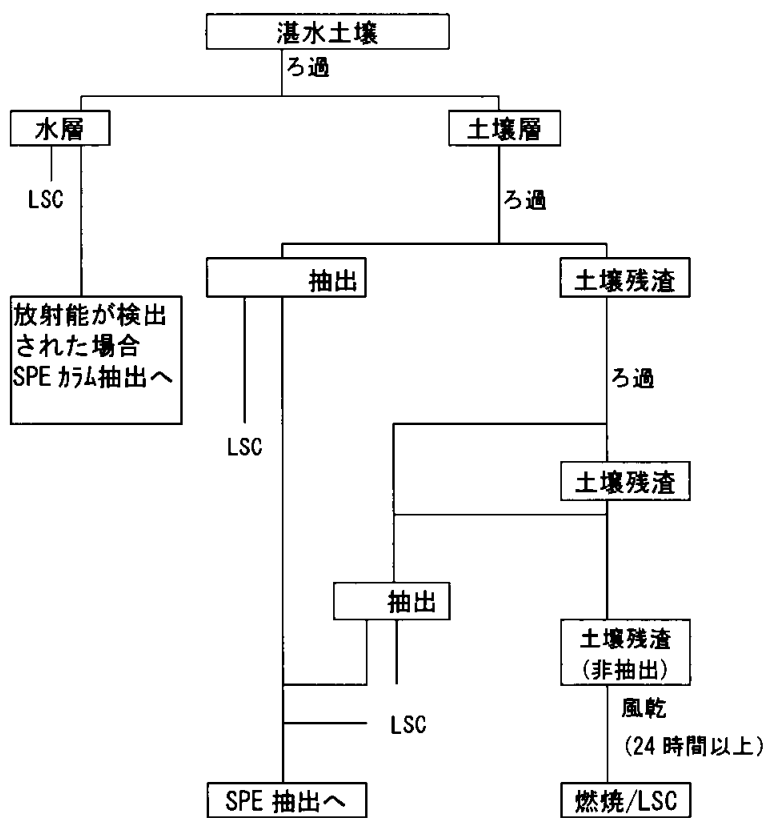 湛水土壌
ろ過
水層
土壌層
LSC
ろ過
抽出
土壌残渣
放射能が検出
された場合
SPE ｶﾗﾑ抽出へ
ろ過
LSC
土壌残渣
抽出
土壌残渣
(非抽出)
LSC
風乾
(24 時間以上)
SPE 抽出へ
燃焼/LSC